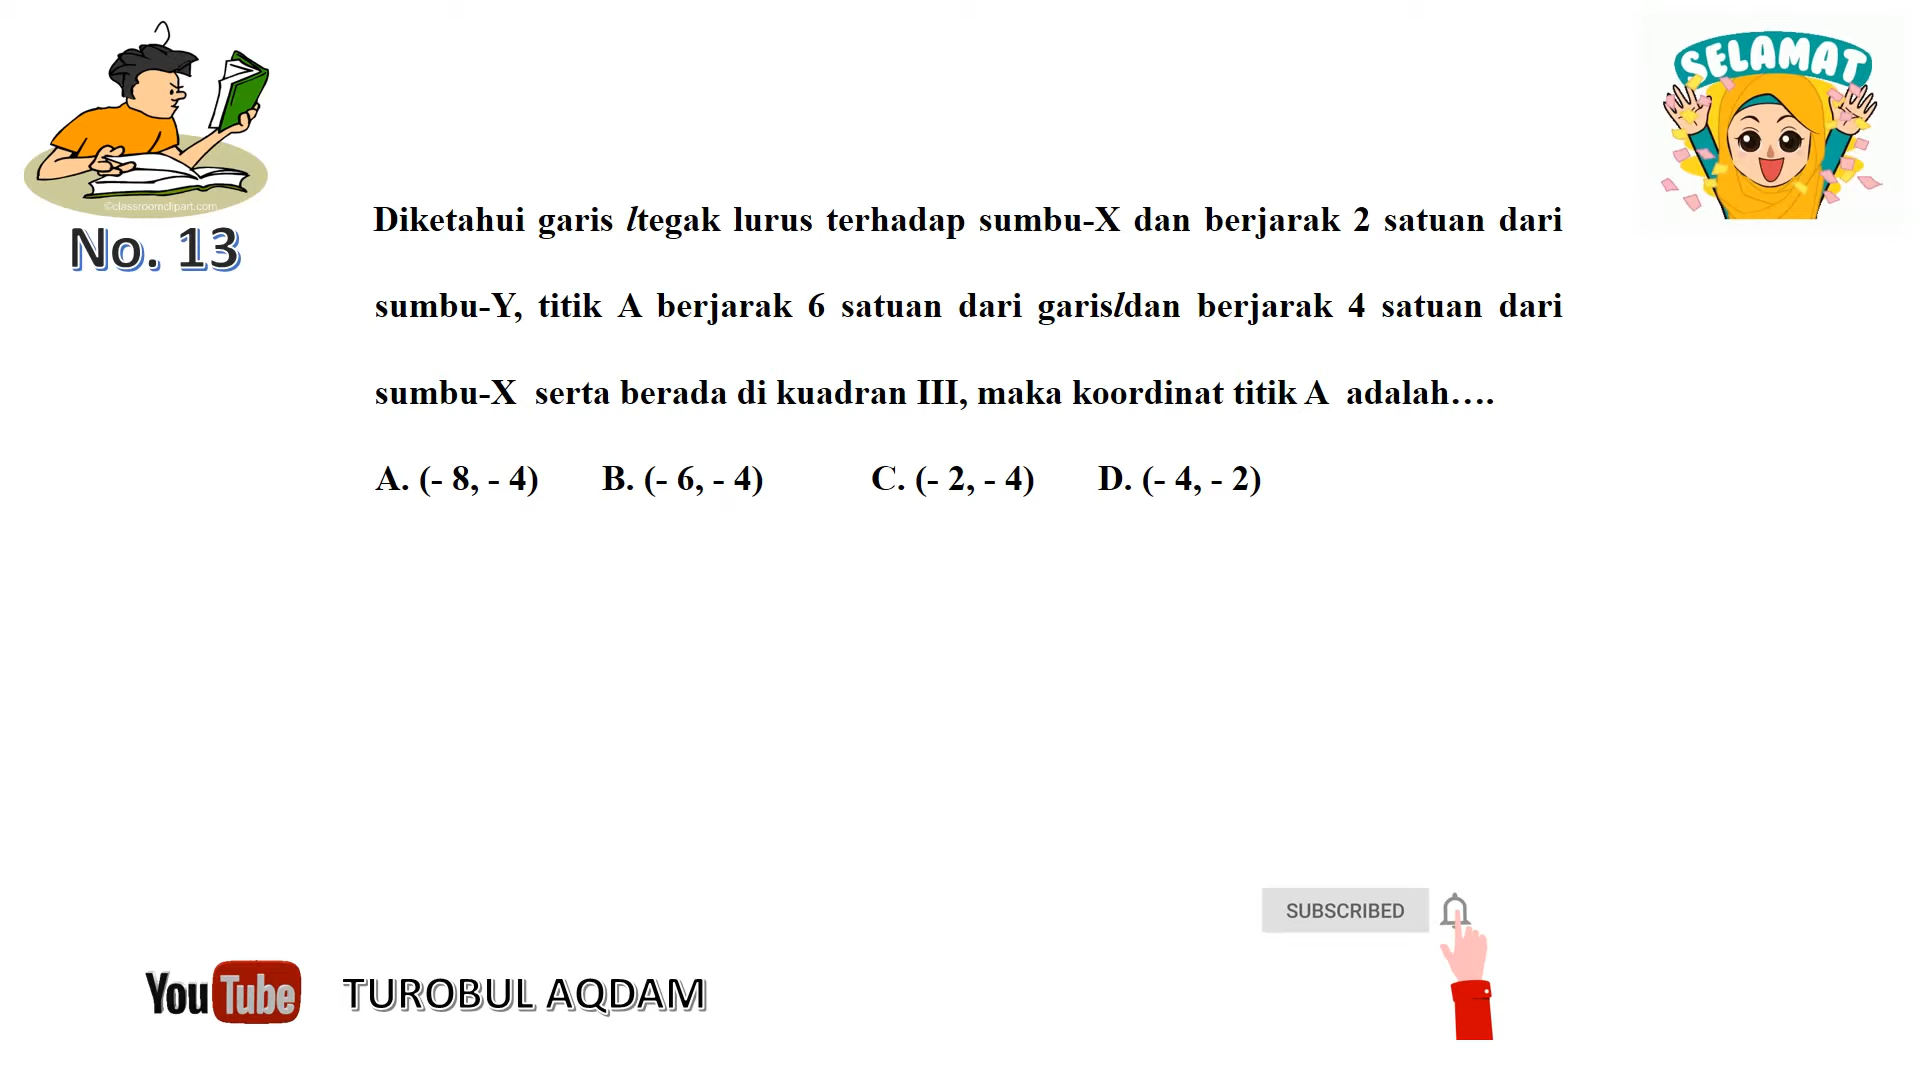 SELAMAT
©classroomclipart.com
No. 13
Diketahui garis ltegak lurus terhadap sumbu-X dan berjarak 2 satuan dari
sumbu-Y, titik A berjarak 6 satuan dari garisldan berjarak 4 satuan dari
sumbu-X serta berada di kuadran III, maka koordinat titik A adalah….
A. (- 8, - 4) B. (- 6, - 4) C. (- 2, - 4) D. (- 4, - 2)
SUBSCRIBED
YouTube TUROBUL AQDAM